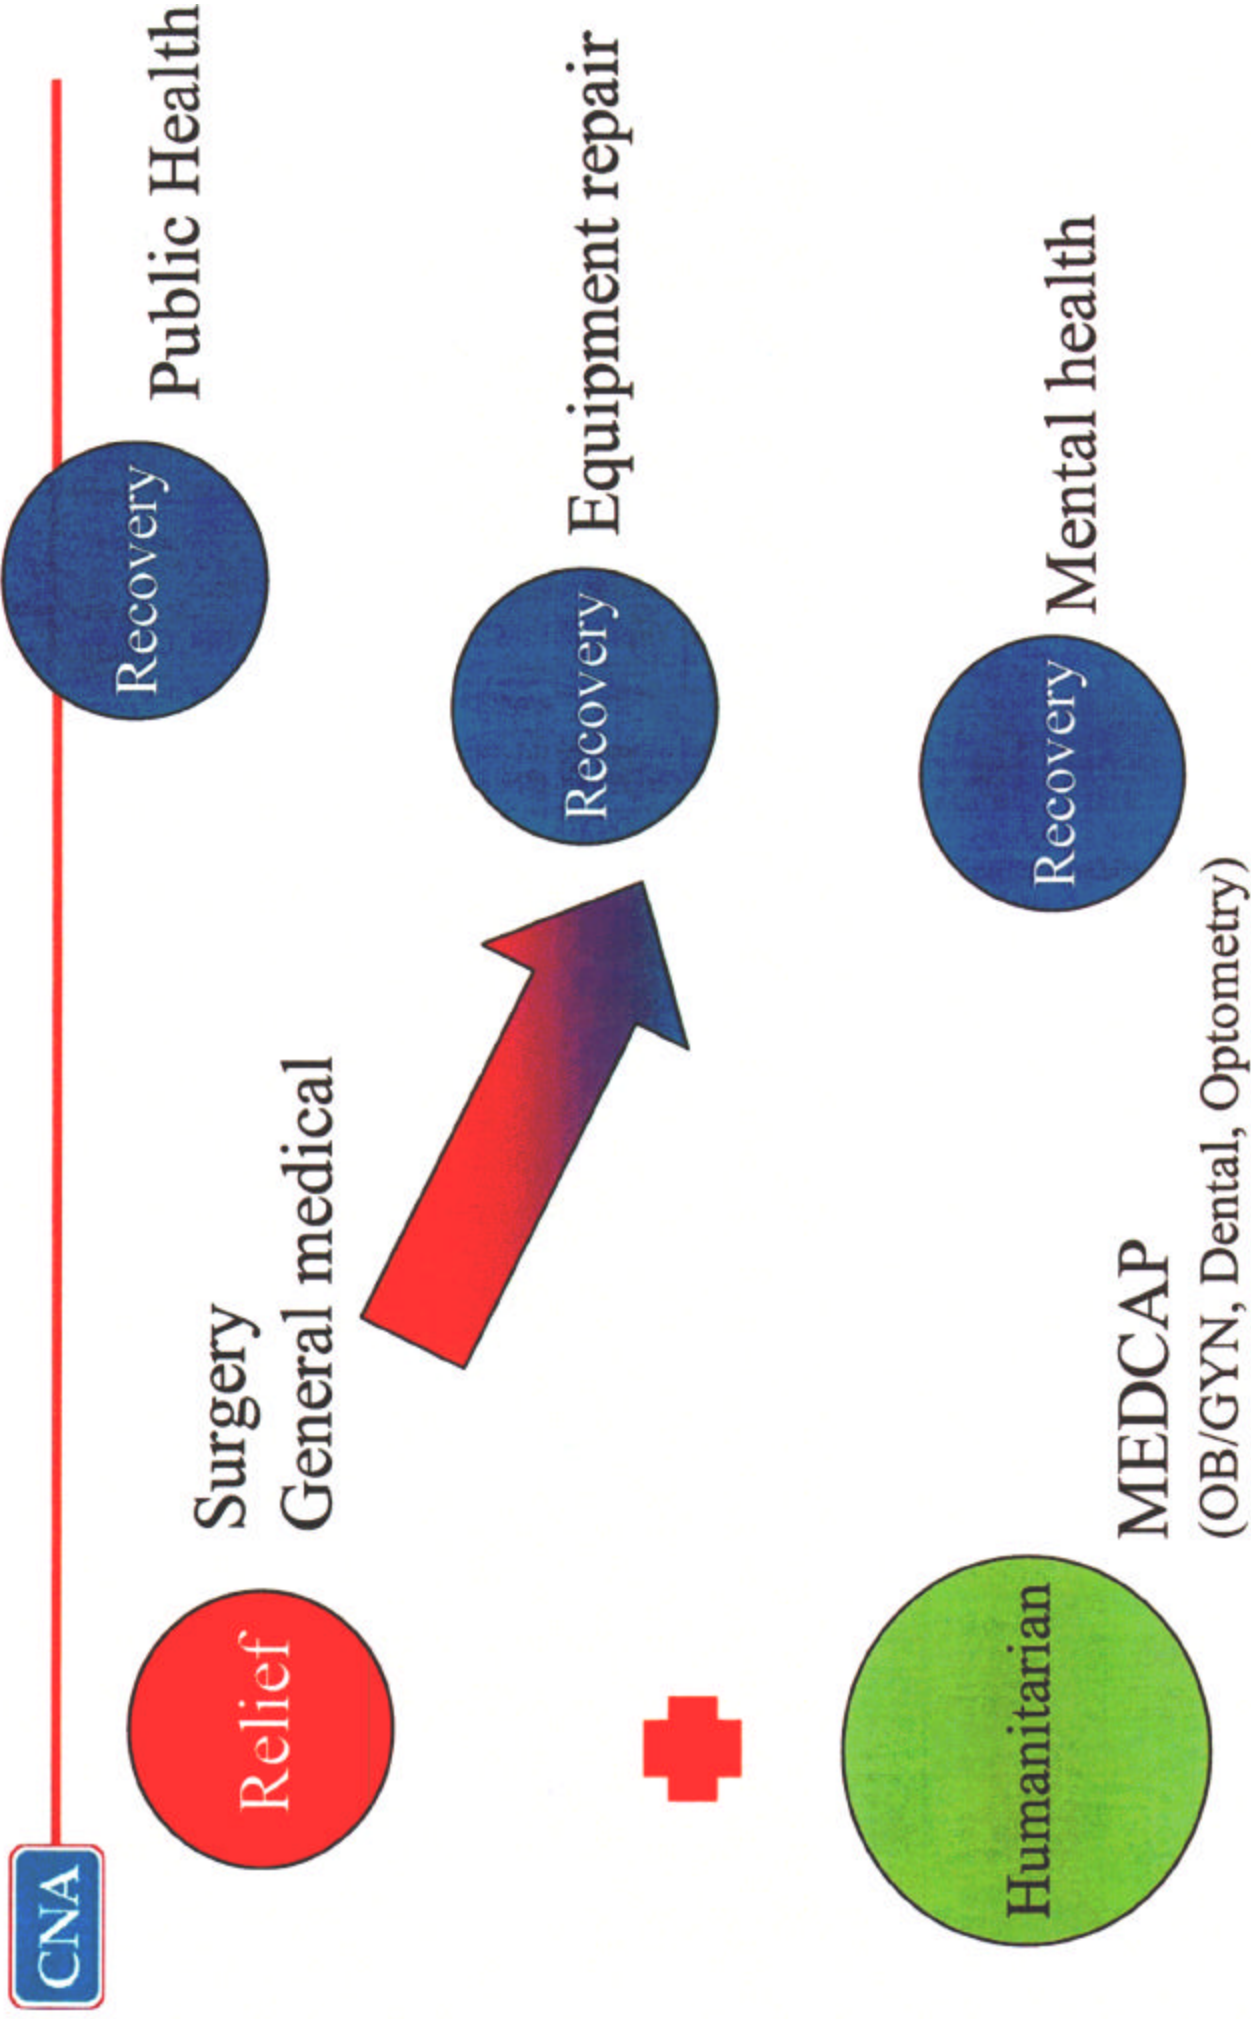 CNA
Relief
Surgery
General medical
Recovery
Public Health
Recovery
Equipment repair
Humanitarian
MEDCAP
(OB/GYN, Dental, Optometry)
Recovery
Mental health